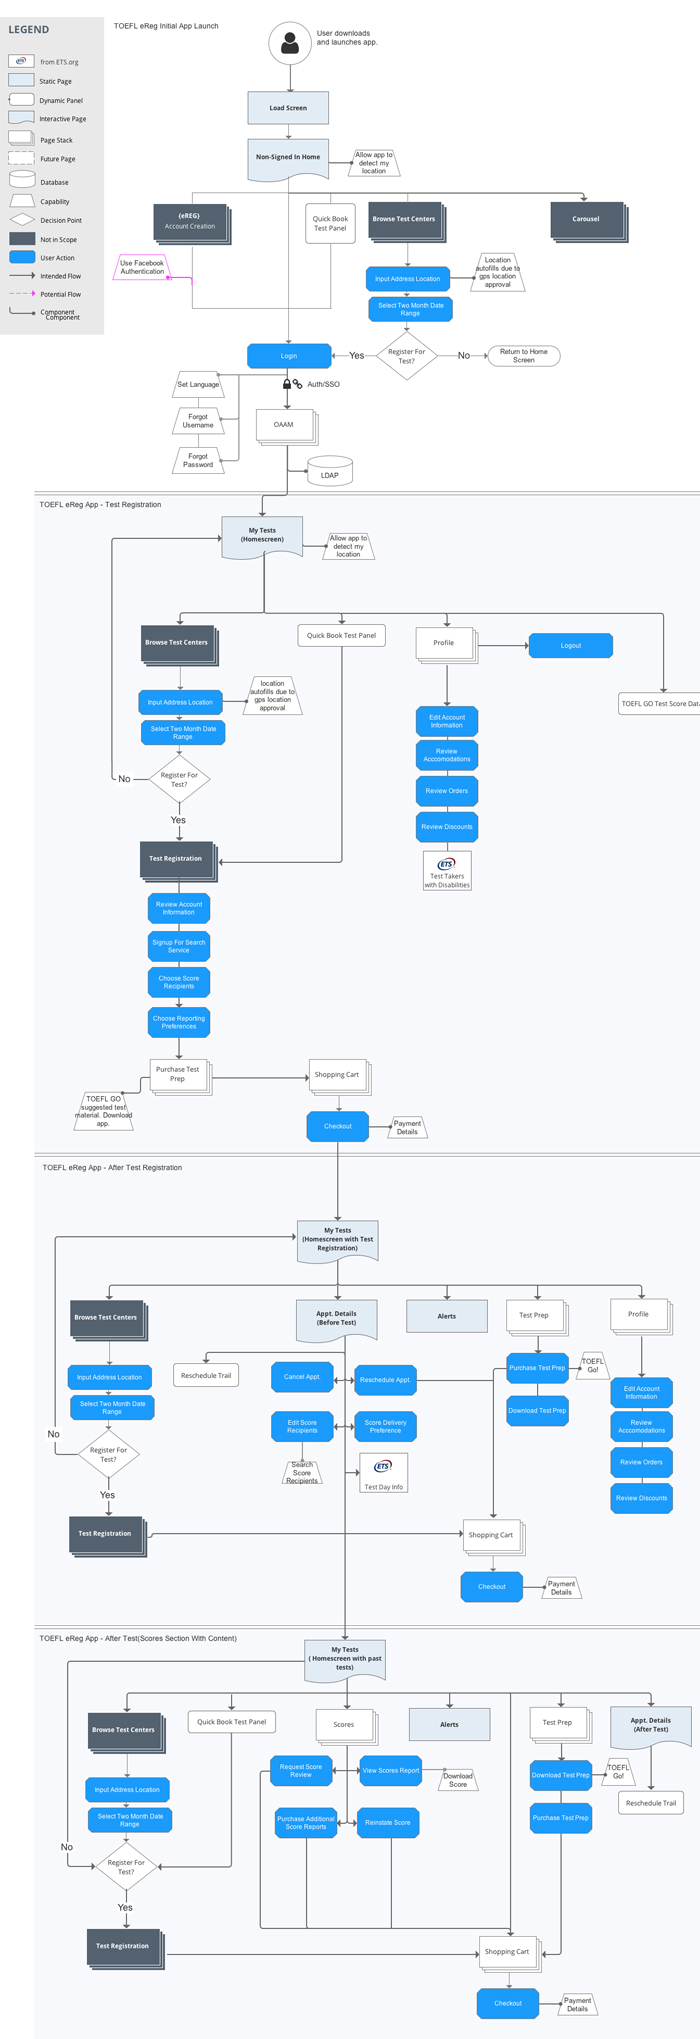 LEGEND
TOEFL eReg Initial App Launch
User downloads
and launches app.
ETS
from ETS.org
Static Page
Dynamic Panel
Interactive Page
Page Stack
Future Page
Database
Capability
Decision Point
Not in Scope
User Action
Intended Flow
Potential Flow
Component
Component
Load Screen
Non-Signed In Home
Allow app to
detect my
location
{eREG}
Account Creation
Quick Book
Test Panel
Browse Test Centers
Carousel
Use Facebook
Authentication
Input Address Location
Location
autofills due to
gps location
approval
Select Two Month Date
Range
Login
Yes
Register For
Test?
No
Return to Home
Screen
Set Language
Auth/SSO
Forgot
Username
OAAM
Forgot
Password
LDAP
TOEFL eReg App - Test Registration
My Tests
(Homescreen)
Allow app to
detect my
location
Browse Test Centers
Quick Book Test Panel
Profile
Logout
Input Address Location
location
autofills due to
gps location
approval
TOEFL GO Test Score Data
Select Two Month Date
Range
Edit Account
Information
Review
Acccomodations
No
Register For
Test?
Review Orders
Yes
Review Discounts
Test Registration
ETS
Test Takers
with Disabilities
Review Account
Information
Signup For Search
Service
Choose Score
Recipients
Choose Reporting
Preferences
Purchase Test
Prep
Shopping Cart
TOEFL GO
suggested test
material. Download
app.
Checkout
Payment
Details
TOEFL eReg App - After Test Registration
My Tests
(Homescreen with Test
Registration)
Browse Test Centers
Appt. Details
(Before Test)
Alerts
Test Prep
Profile
Input Address Location
Reschedule Trail
Cancel Appt.
Reschedule Appt.
Purchase Test Prep
TOEFL
Go!
Select Two Month Date
Range
Download Test Prep
Edit Account
Information
No
Edit Score
Recipients
Score Delivery
Preference
Review
Acccomodations
Register For
Test?
Search
Score
Recipients
ETS
Test Day Info
Review Orders
Yes
Review Discounts
Test Registration
Shopping Cart
Checkout
Payment
Details
TOEFL eReg App - After Test(Scores Section With Content)
My Tests
( Homescreen with past
tests)
Browse Test Centers
Quick Book Test Panel
Scores
Alerts
Test Prep
Appt. Details
(After Test)
Input Address Location
Request Score
Review
View Scores Report
Download
Score
Download Test Prep
TOEFL
Go!
Reschedule Trail
Select Two Month Date
Range
Purchase Additional
Score Reports
Reinstate Score
Purchase Test Prep
No
Register For
Test?
Yes
Test Registration
Shopping Cart
Checkout
Payment
Details